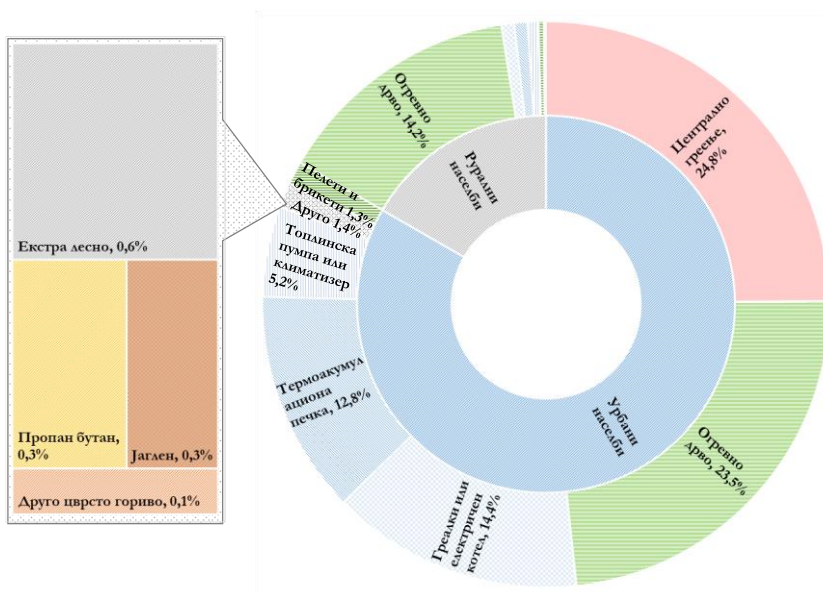 Екстра лесно, 0,6%
Пропан бутан,
0,3%
Јаглен, 0,3%
Друго цврсто гориво, 0,1%
Централно
греење,
24,8%
Огревно
дрво, 23,5%
Греалки или
електричен
котел, 14,4%
Термоакумул
ациона
печка, 12,8%
Топлинска
пумпа или
климатизер
5,2%
Друго 1,4%
Пелети и
брикети 1,3%
Огревно
дрво, 14,2%
Рурални
населби
Урбани
населби